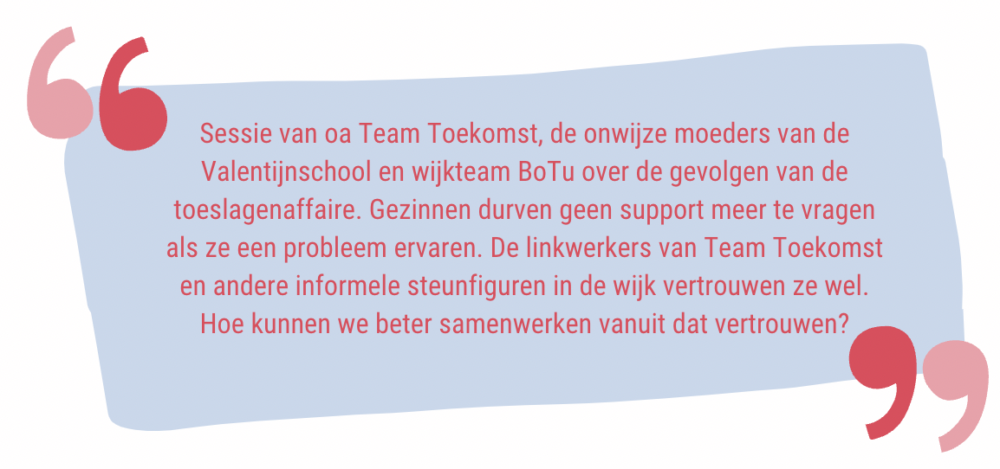 Sessie van oa Team Toekomst, de onwijze moeders van de
Valentijnschool en wijkteam BoTu over de gevolgen van de
toeslagenaffaire. Gezinnen durven geen support meer te vragen
als ze een probleem ervaren. De linkwerkers van Team Toekomst
en andere informele steunfiguren in de wijk vertrouwen ze wel.
Hoe kunnen we beter samenwerken vanuit dat vertrouwen?